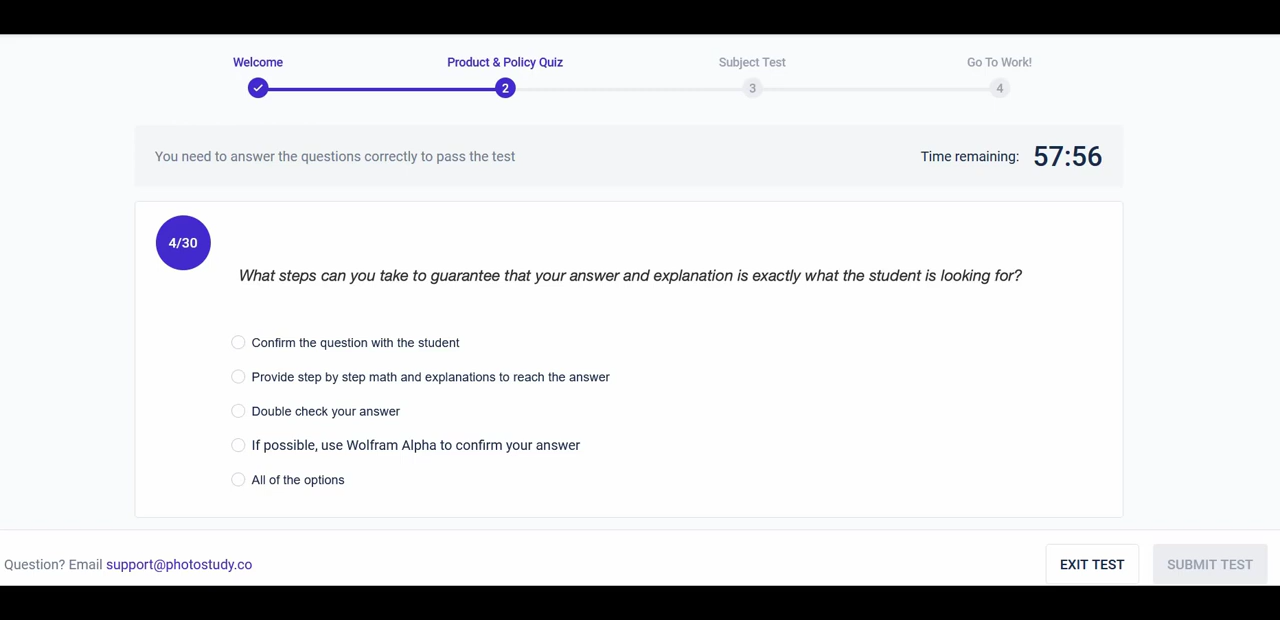 Welcome
Product & Policy Quiz
Subject Test
Go To Work!
2
3
4
You need to answer the questions correctly to pass the test
Time remaining: 57:56
4/30
What steps can you take to guarantee that your answer and explanation is exactly what the student is looking for?
Confirm the question with the student
Provide step by step math and explanations to reach the answer
Double check your answer
If possible, use Wolfram Alpha to confirm your answer
All of the options
Question? Email support@photostudy.co
EXIT TEST
SUBMIT TEST